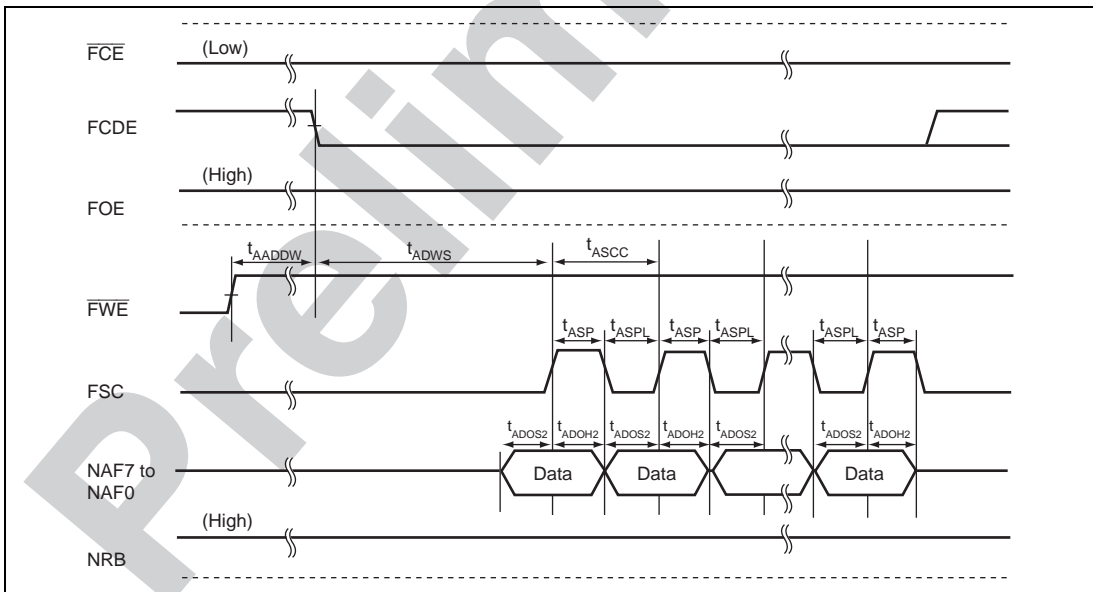 FCE
(Low)
FCDE
(High)
FOE
tAADDW tADWS tASCC
FWE
tASP tASPL tASP tASPL tASPL tASP
FSC
tADOS2 tADOH2 tADOS2 tADOH2 tADOS2 tADOS2 tADOH2
NAF7 to
NAF0
Data Data Data
(High)
NRB
Prelim